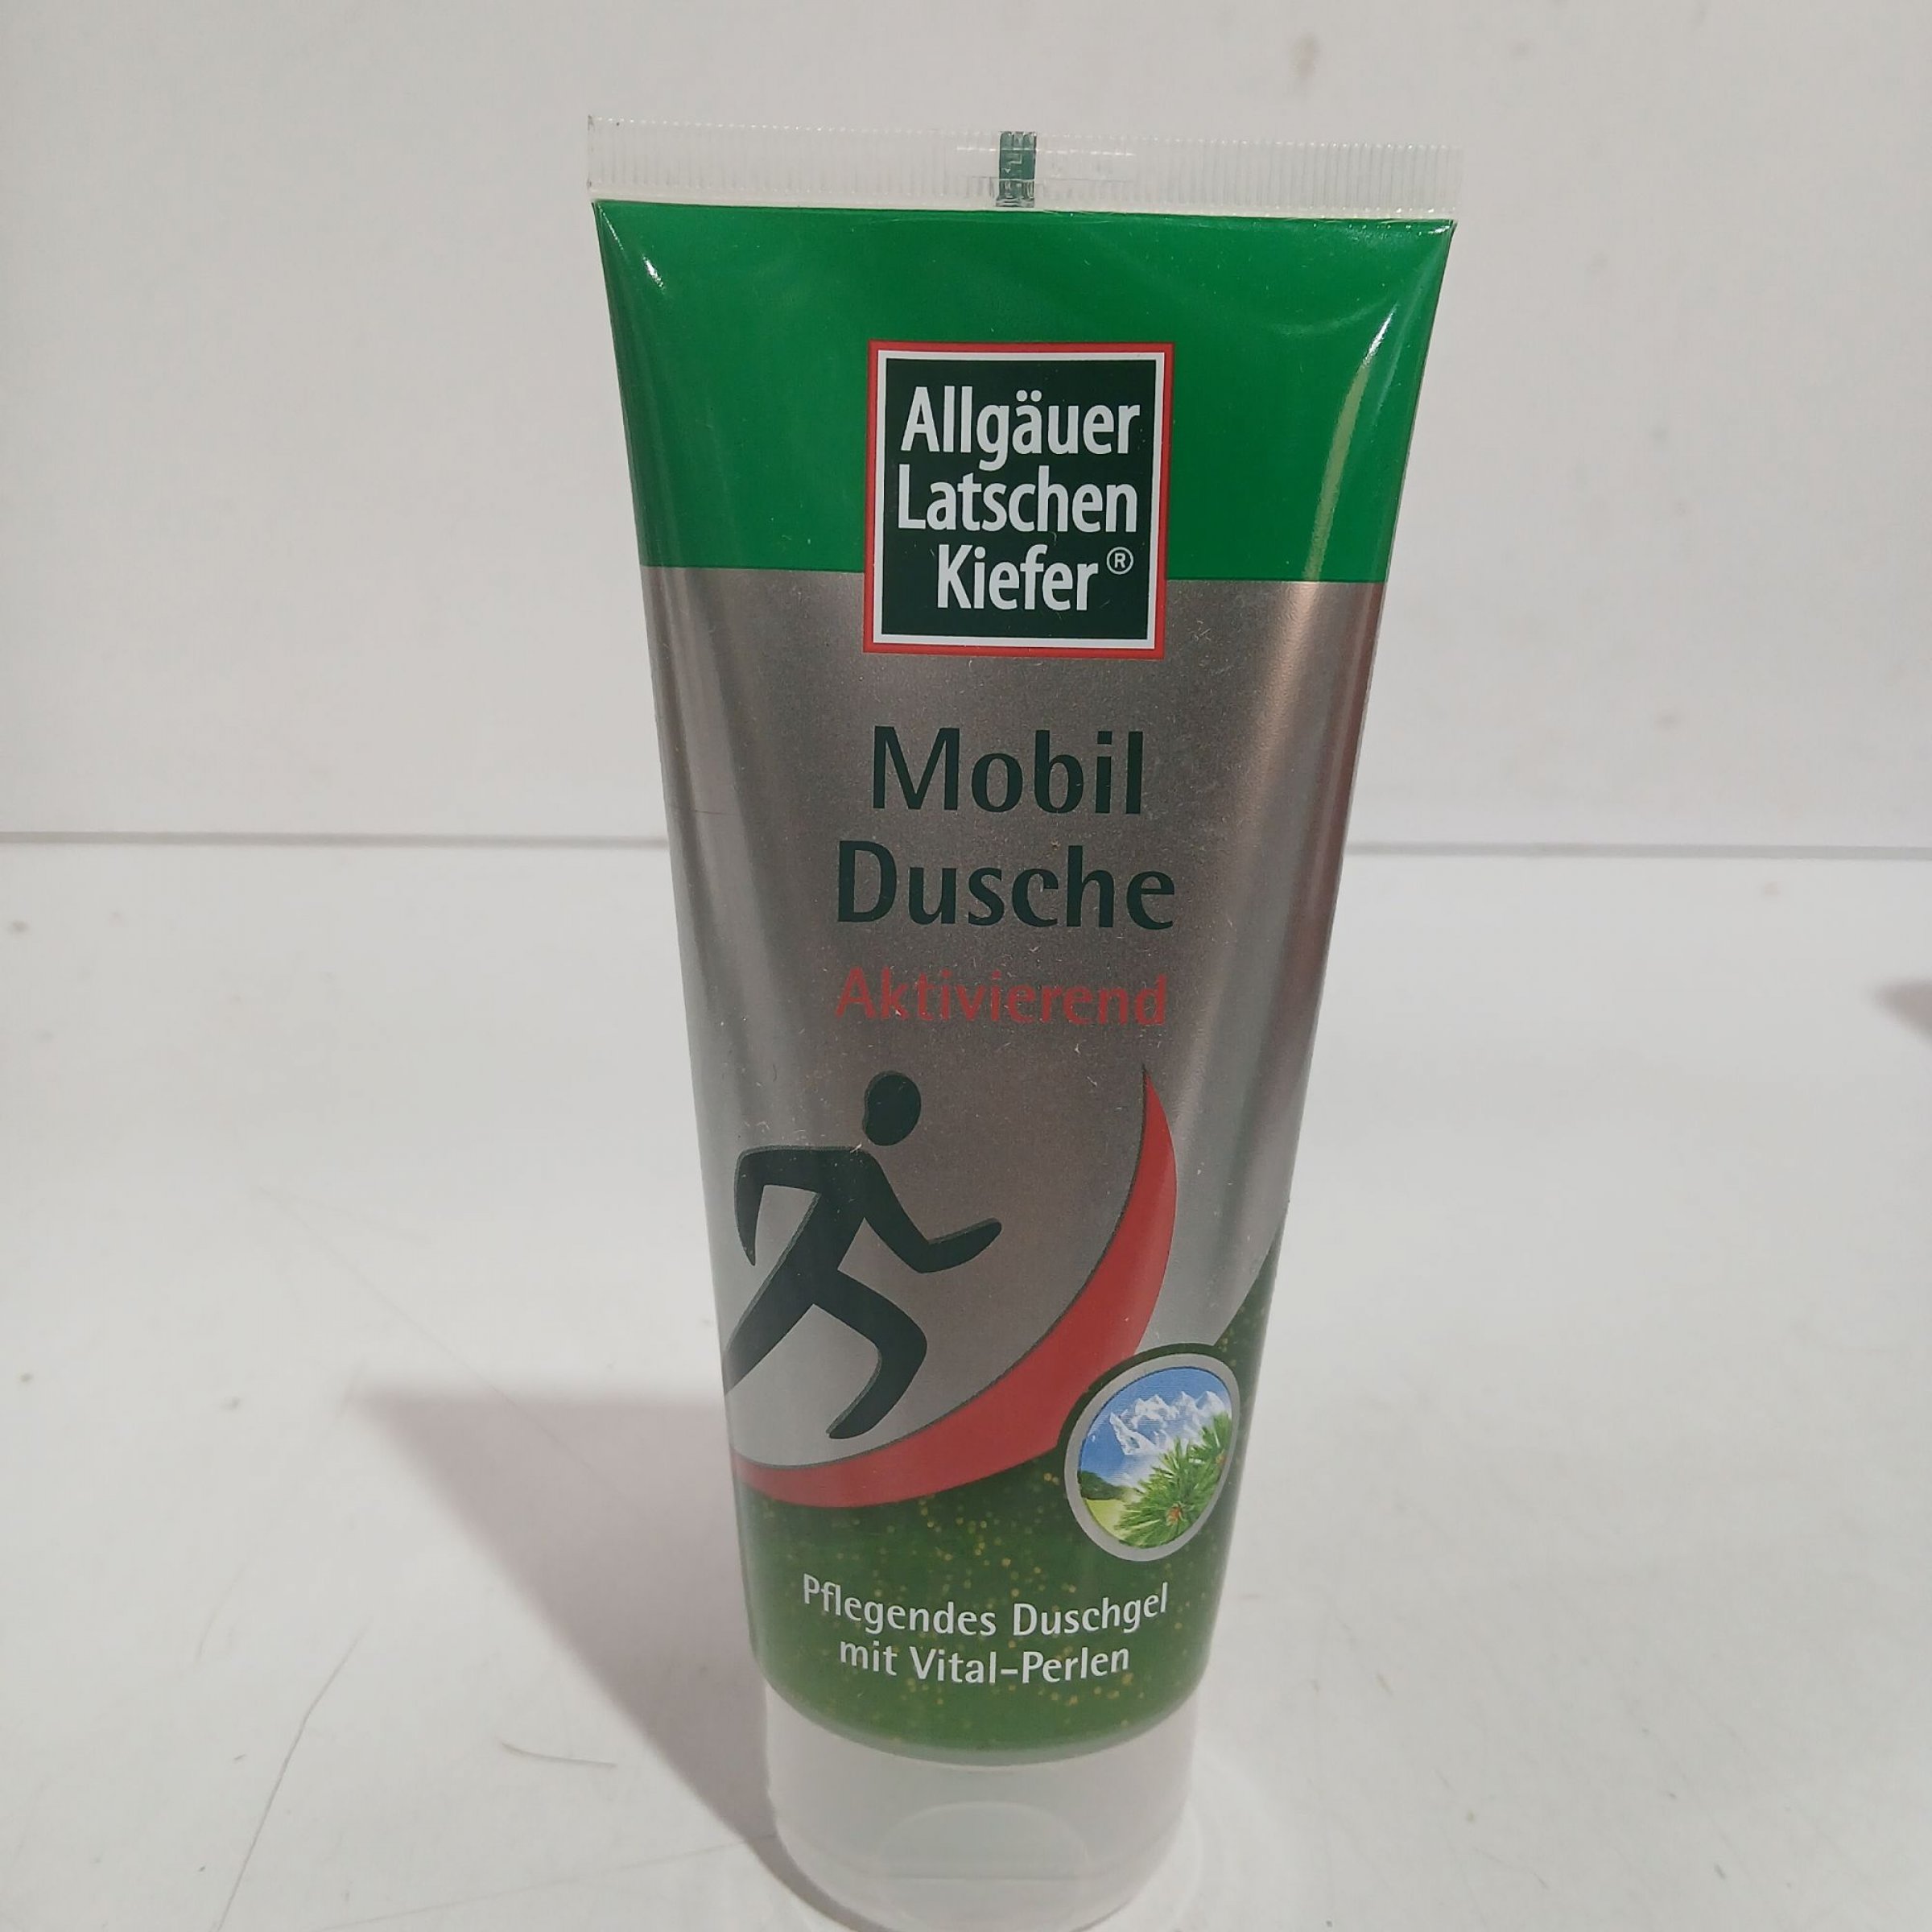 Allgäuer
Latschen
Kiefer®
Mobil
Dusche
Aktivierend
Pflegendes Duschgel
mit Vital-Perlen